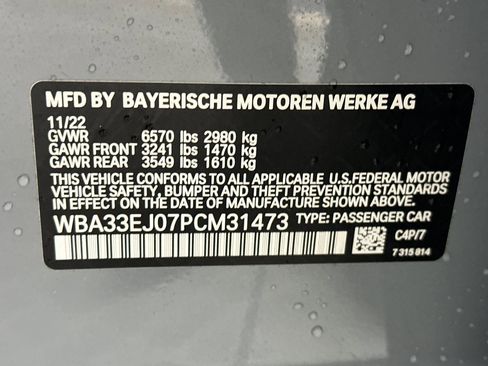 MFD BY BAYERISCHE MOTOREN WERKE AG
11/22
GVWR 6570 lbs 2980 kg
GAWR FRONT 3241 lbs 1470 kg
GAWR REAR 3549 lbs 1610 kg
THIS VEHICLE CONFORMS TO ALL APPLICABLE U.S.FEDERAL MOTOR
VEHICLE SAFETY, BUMPER AND THEFT PREVENTION STANDARDS
IN EFFECT ON THE DATE OF MANUFACTURE SHOWN ABOVE.
WBA33EJ07PCM31473 TYPE: PASSENGER CAR
C4P/7
7 315 814